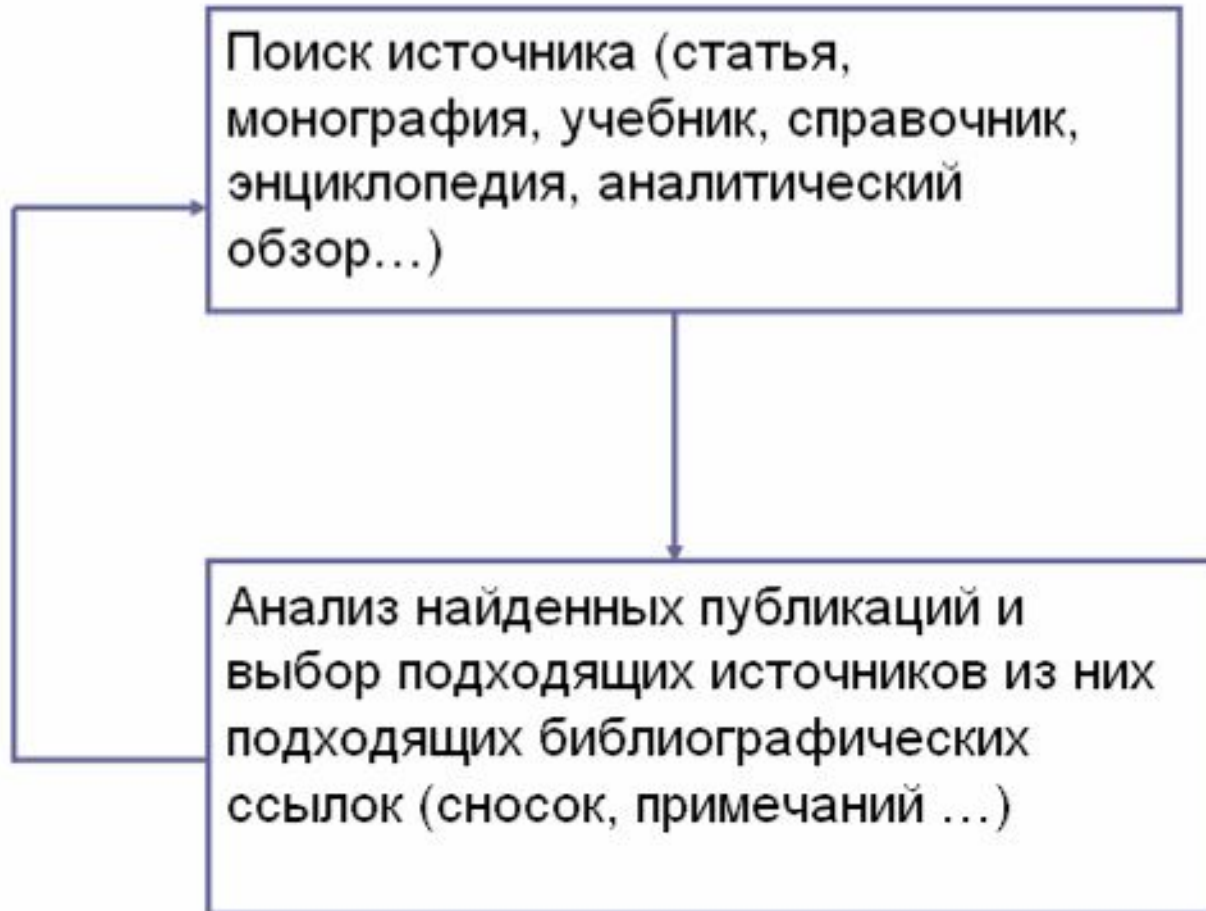 Поиск источника (статья,
монография, учебник, справочник,
энциклопедия, аналитический
обзор…)
Анализ найденных публикаций и
выбор подходящих источников из них
подходящих библиографических
ссылок (сносок, примечаний …)